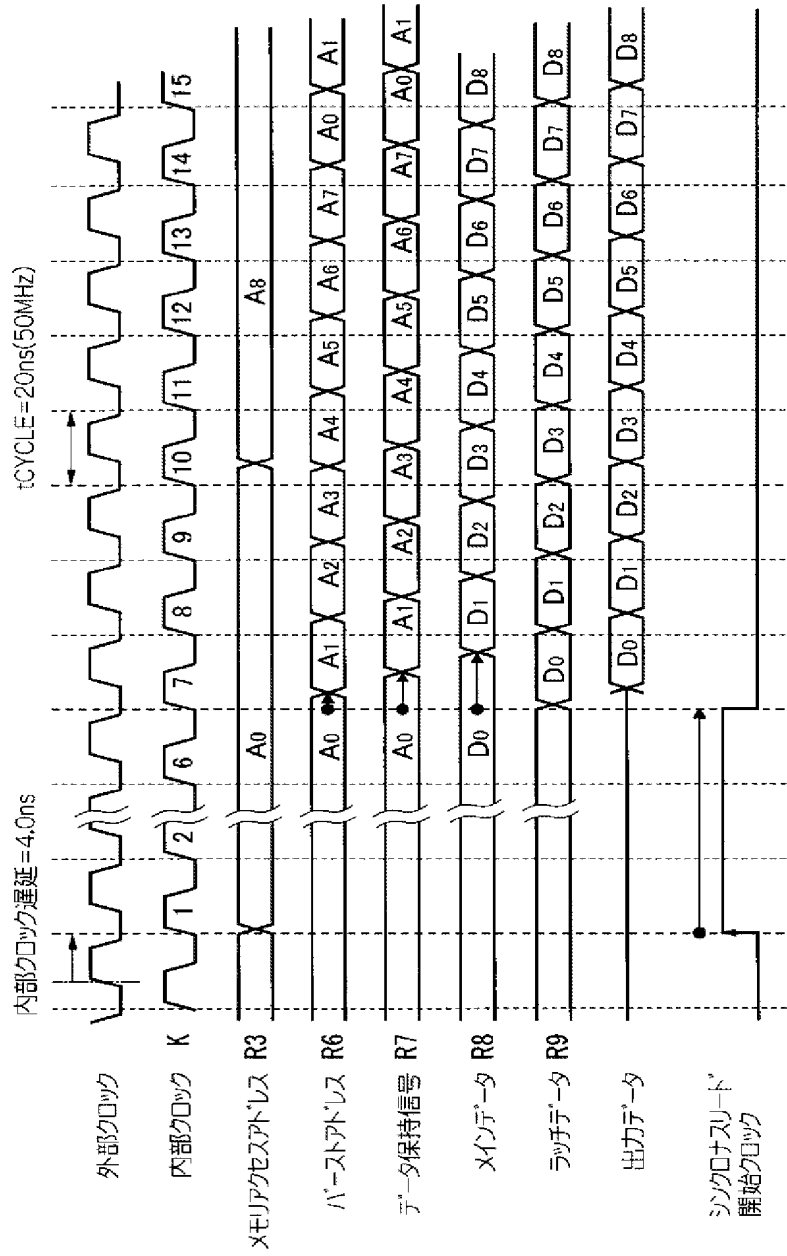 内部クロック遅延=4.0ns
tCYCLE=20ns(50MHz)
外部クロック
内部クロック K
1 2 6 7 8 9 10 11 12 13 14 15
メモリアクセスアドレス R3
A0 A8
バーストアドレス R6
A0 A1 A2 A3 A4 A5 A6 A7 A0 A1
データ保持信号 R7
A0 A1 A2 A3 A4 A5 A6 A7 A0 A1
メインデータ R8
D0 D1 D2 D3 D4 D5 D6 D7 D8
ラッチデータ R9
D0 D1 D2 D3 D4 D5 D6 D7 D8
出力データ
D0 D1 D2 D3 D4 D5 D6 D7 D8
シンクロナスリード
開始クロック